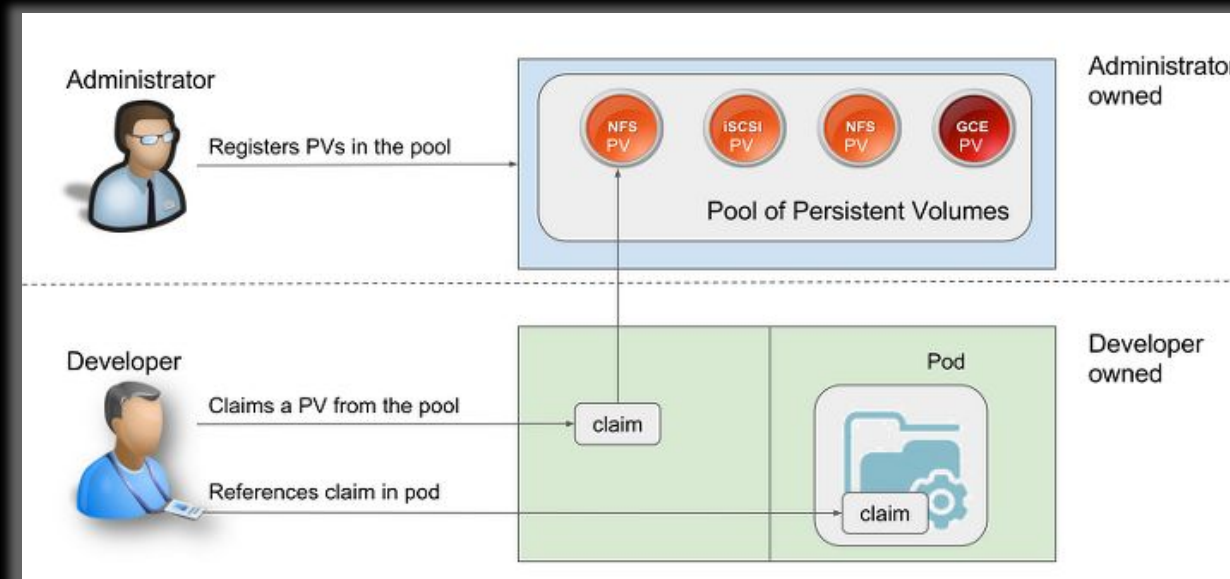 Administrator
Registers PVs in the pool
NFS
PV
iSCSI
PV
NFS
PV
GCE
PV
Pool of Persistent Volumes
Administrator
owned
Developer
Claims a PV from the pool
References claim in pod
claim
Pod
claim
Developer
owned